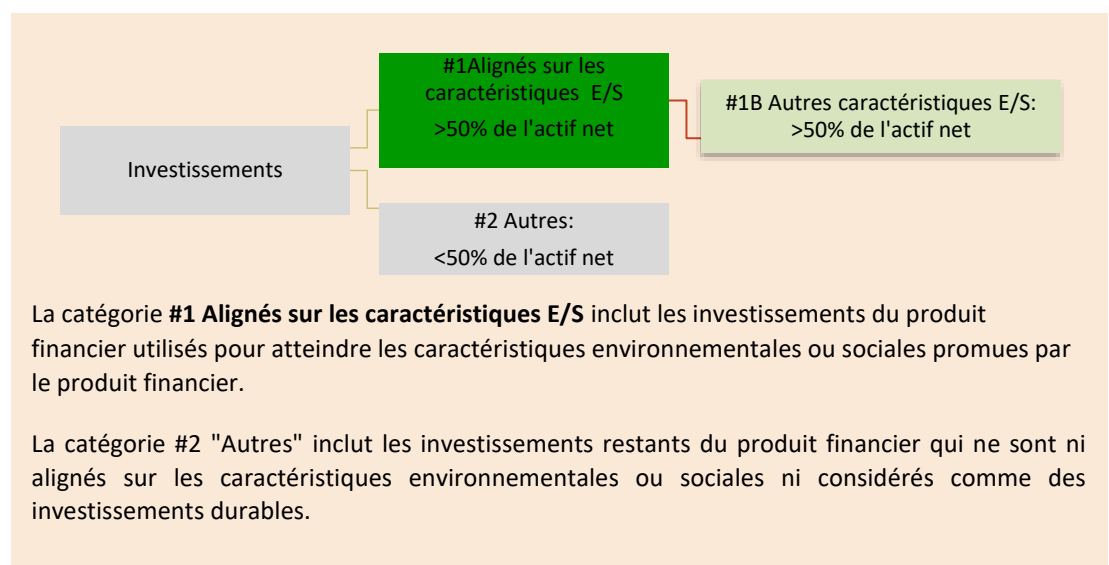 #1Alignés sur les
caractéristiques E/S
>50% de l'actif net
#1B Autres caractéristiques E/S:
>50% de l'actif net
Investissements
#2 Autres:
<50% de l'actif net
La catégorie #1 Alignés sur les caractéristiques E/S inclut les investissements du produit
financier utilisés pour atteindre les caractéristiques environnementales ou sociales promues par
le produit financier.
La catégorie #2 "Autres" inclut les investissements restants du produit financier qui ne sont ni
alignés sur les caractéristiques environnementales ou sociales ni considérés comme des
investissements durables.